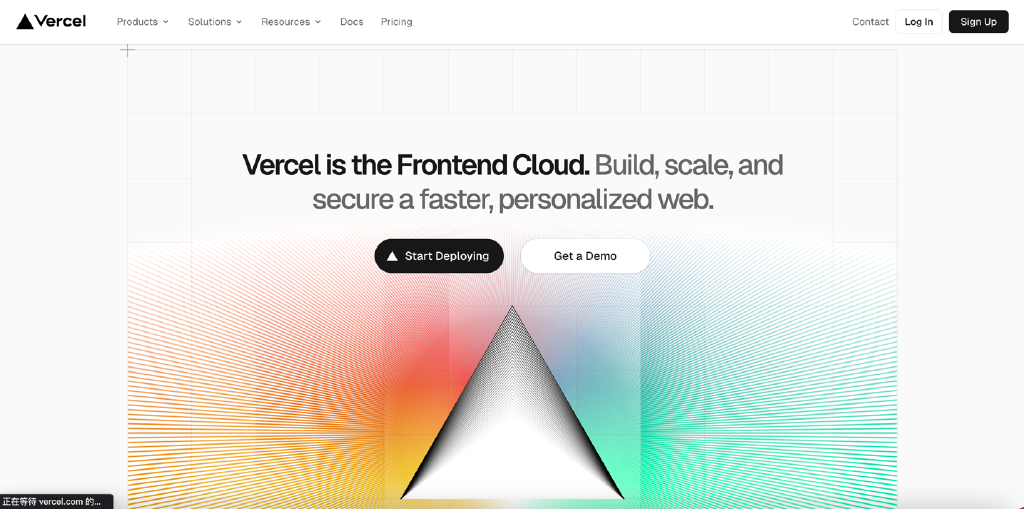 Vercel
Products
Solutions
Resources
Docs
Pricing
Contact
Log In
Sign Up
Vercel is the Frontend Cloud. Build, scale, and
secure a faster, personalized web.
Start Deploying
Get a Demo
正在等待 vercel.com 的...